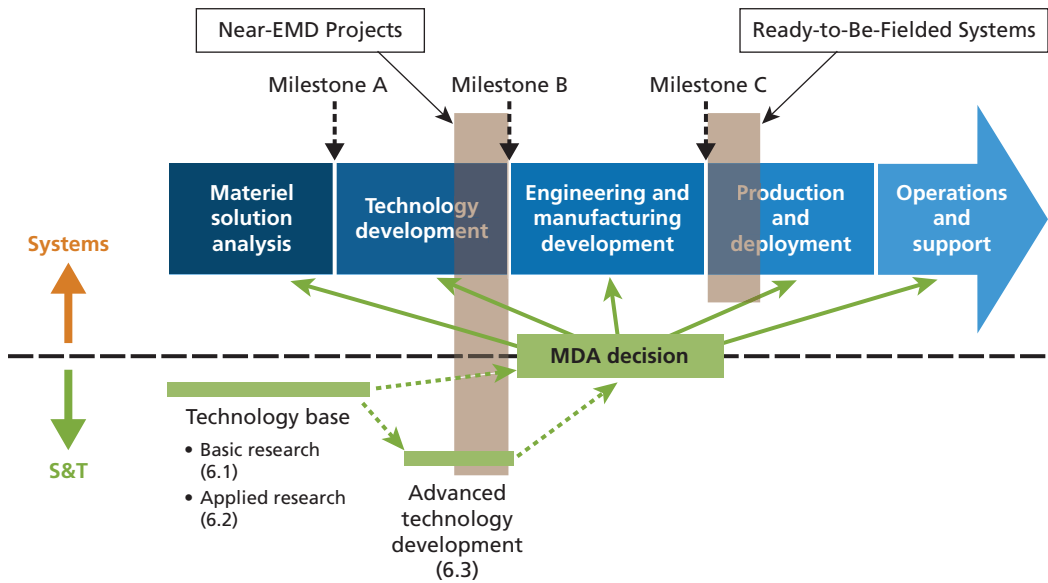 Near-EMD Projects
Ready-to-Be-Fielded Systems
Milestone A
Milestone B
Milestone C
Materiel
solution
analysis
Technology
development
Engineering and
manufacturing
development
Production
and
deployment
Operations
and
support
Systems
MDA decision
S&T
Technology base
• Basic research
(6.1)
• Applied research
(6.2)
Advanced
technology
development
(6.3)